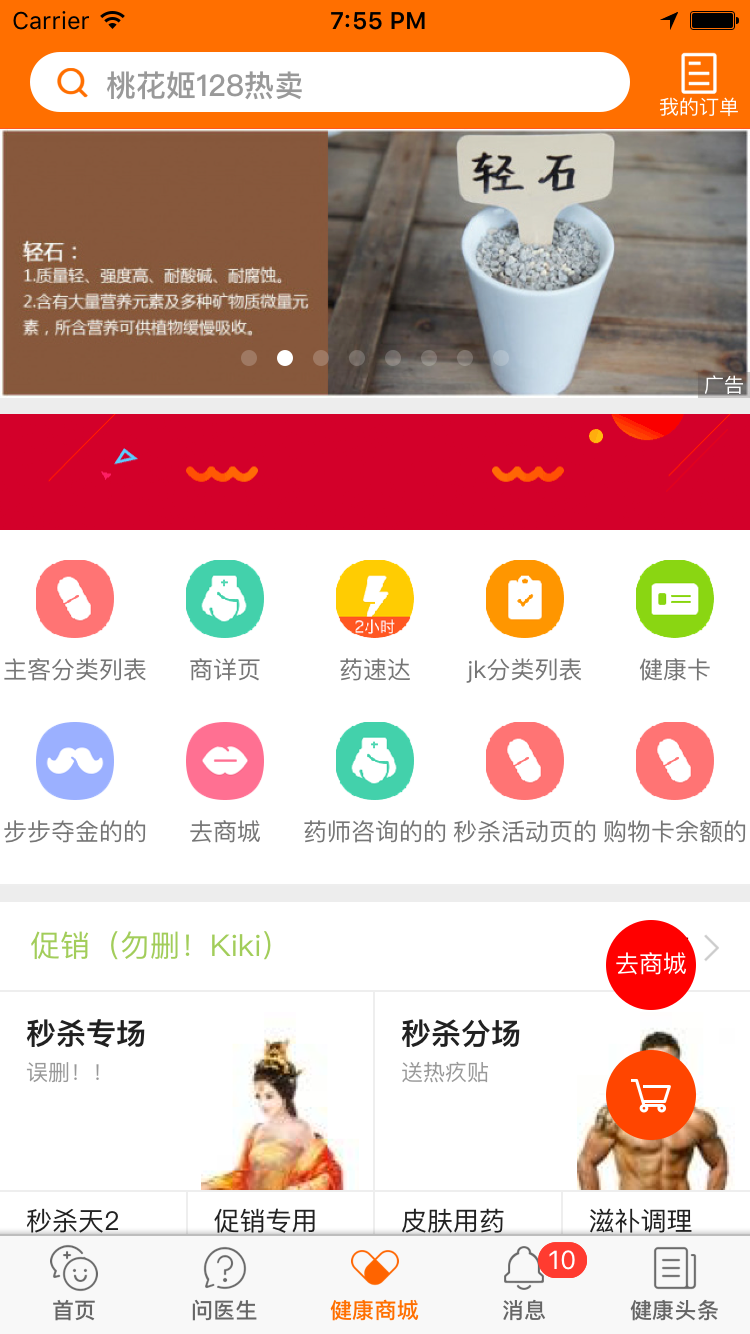 Carrier 7:55 PM
桃花姬128热卖
我的订单
轻 石
轻石：
1.质量轻、强度高、耐酸碱、耐腐蚀。
2.含有大量营养元素及多种矿物质微量元
素，所含营养可供植物缓慢吸收。
广告
2小时
主客分类列表 商详页 药速达 jk分类列表 健康卡
步步夺金的的 去商城 药师咨询的的 秒杀活动页的 购物卡余额的
促销（勿删！Kiki）
去商城
秒杀专场 秒杀分场
误删！！ 送热疚贴
秒杀天2 促销专用 皮肤用药 滋补调理
10
首页 问医生 健康商城 消息 健康头条